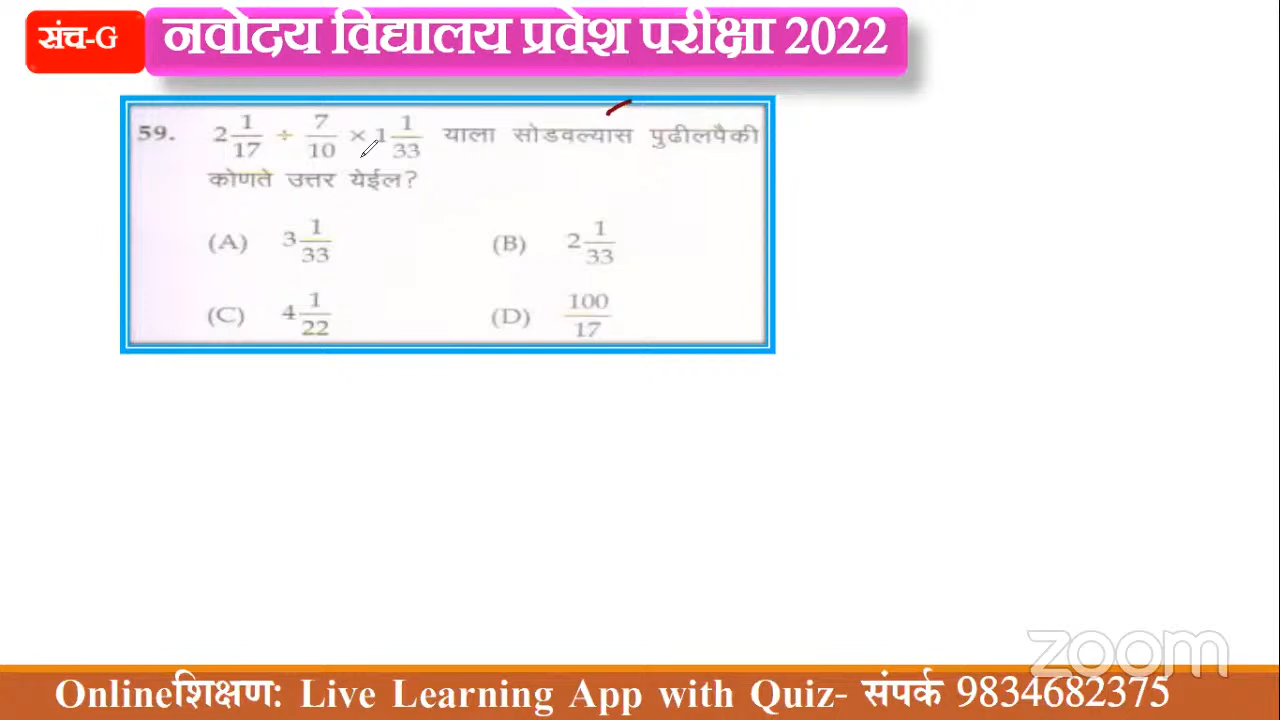 संच-G
नवोदय विद्यालय प्रवेश परीक्षा 2022
59. 2 1/17 ÷ 7/10 × 1 1/33 याला सोडवल्यास पुढीलपैकी
कोणते उत्तर येईल?
(A) 3 1/33 (B) 2 1/33
(C) 4 1/22 (D) 100/17
zoom
Onlineशिक्षण: Live Learning App with Quiz- संपर्क 9834682375